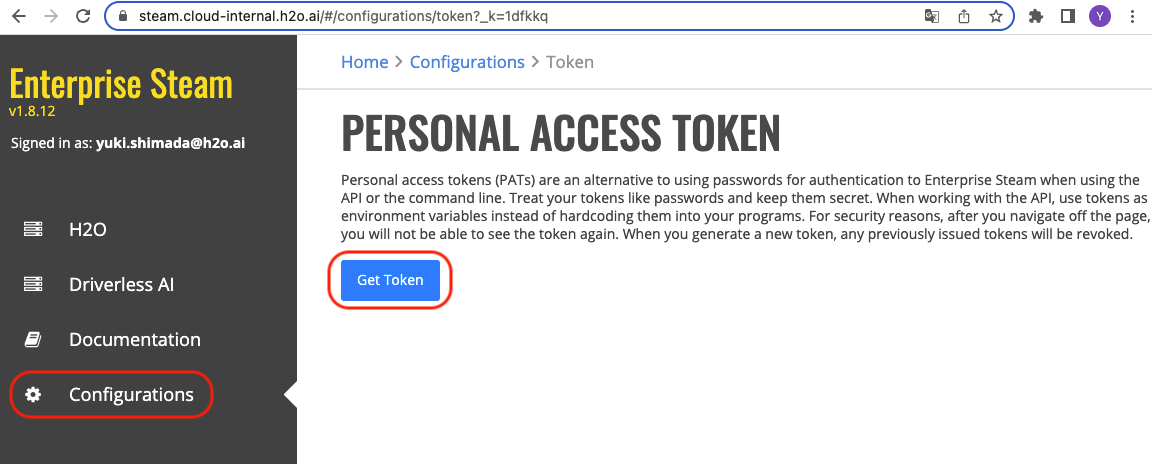 steam.cloud-internal.h2o.ai/#/configurations/token?_k=1dfkkq
Y
Enterprise Steam
v1.8.12
Signed in as: yuki.shimada@h2o.ai
H2O
Driverless AI
Documentation
Configurations
Home > Configurations > Token
PERSONAL ACCESS TOKEN
Personal access tokens (PATs) are an alternative to using passwords for authentication to Enterprise Steam when using the
API or the command line. Treat your tokens like passwords and keep them secret. When working with the API, use tokens as
environment variables instead of hardcoding them into your programs. For security reasons, after you navigate off the page,
you will not be able to see the token again. When you generate a new token, any previously issued tokens will be revoked.
Get Token